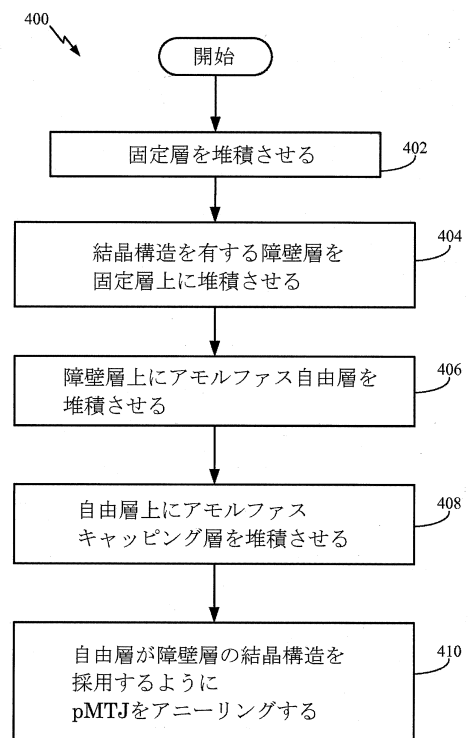 400
開始
固定層を堆積させる
402
結晶構造を有する障壁層を
固定層上に堆積させる
404
障壁層上にアモルファス自由層を
堆積させる
406
自由層上にアモルファス
キャッピング層を堆積させる
408
自由層が障壁層の結晶構造を
採用するように
pMTJをアニーリングする
410